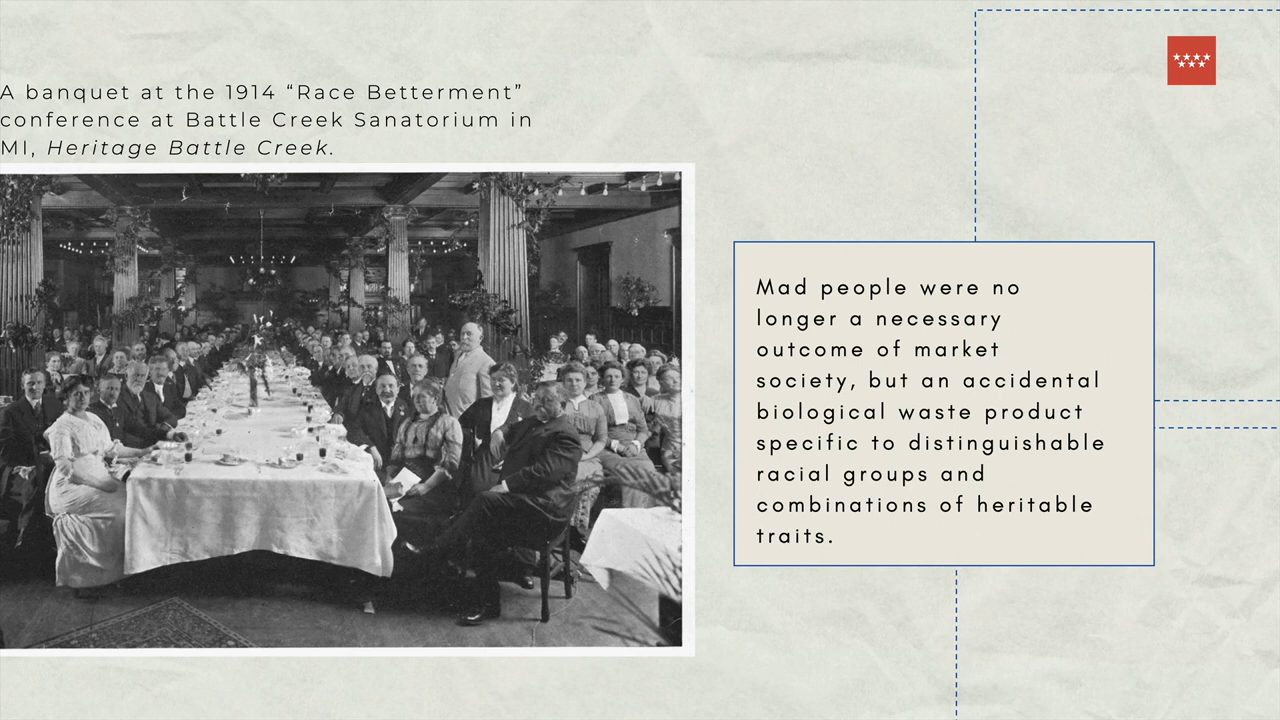 A banquet at the 1914 “Race Betterment”
conference at Battle Creek Sanatorium in
MI, Heritage Battle Creek.
Mad people were no
longer a necessary
outcome of market
society, but an accidental
biological waste product
specific to distinguishable
racial groups and
combinations of heritable
traits.